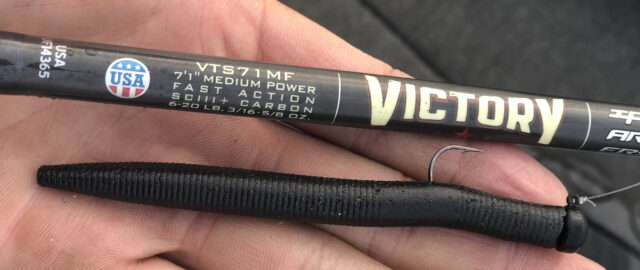 USA
USA
VTS71MF
7'1" MEDIUM POWER
FAST ACTION
SCIII+ CARBON
6-20 LB, 3/16-5/8 OZ.
VICTORY